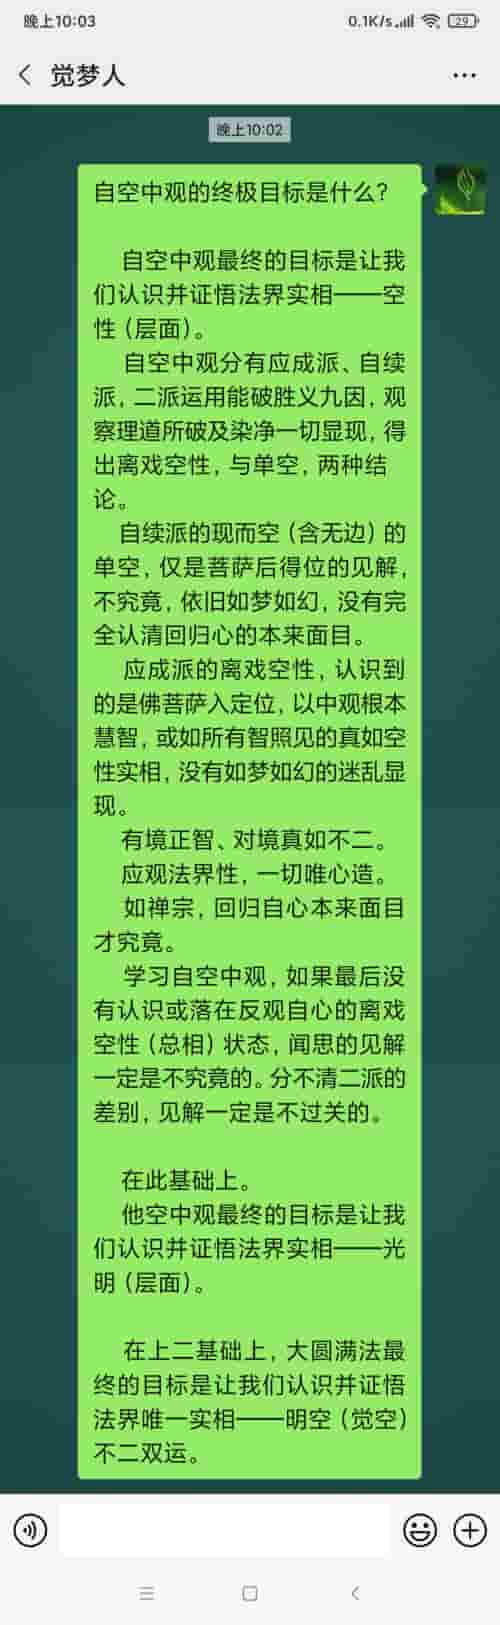 晚上10:03
0.1K/s
29
觉梦人
晚上10:02
自空中观的终极目标是什么?
自空中观最终的目标是让我
们认识并证悟法界实相——空
性（层面）。
自空中观分有应成派、自续
派，二派运用能破胜义九因，观
察理道所破及染净一切显现，得
出离戏空性，与单空，两种结
论。
自续派的现而空（含无边）的
单空，仅是菩萨后得位的见解，
不究竟，依旧如梦如幻，没有完
全认清回归心的本来面目。
应成派的离戏空性，认识到
的是佛菩萨入定位，以中观根本
慧智，或如所有智照见的真如空
性实相，没有如梦如幻的迷乱显
现。
有境正智、对境真如不二。
应观法界性，一切唯心造。
如禅宗，回归自心本来面目
才究竟。
学习自空中观，如果最后没
有认识或落在反观自心的离戏
空性（总相）状态，闻思的见解
一定是不究竟的。分不清二派的
差别，见解一定是不过关的。
在此基础上。
他空中观最终的目标是让我
们认识并证悟法界实相——光
明（层面）。
在上二基础上，大圆满法最
终的目标是让我们认识并证悟
法界唯一实相——明空（觉空）
不二双运。